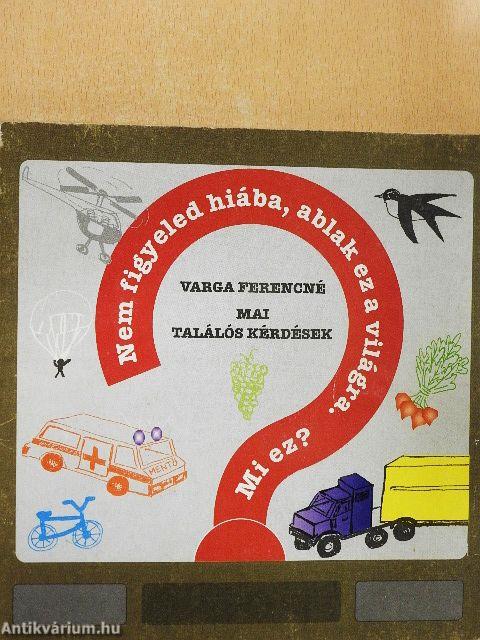 Nem figyeled hiába, ablak ez a világra.
Mi ez?
VARGA FERENCNÉ
MAI
TALÁLÓS KÉRDÉSEK
MENTŐ
Antikvárium.hu